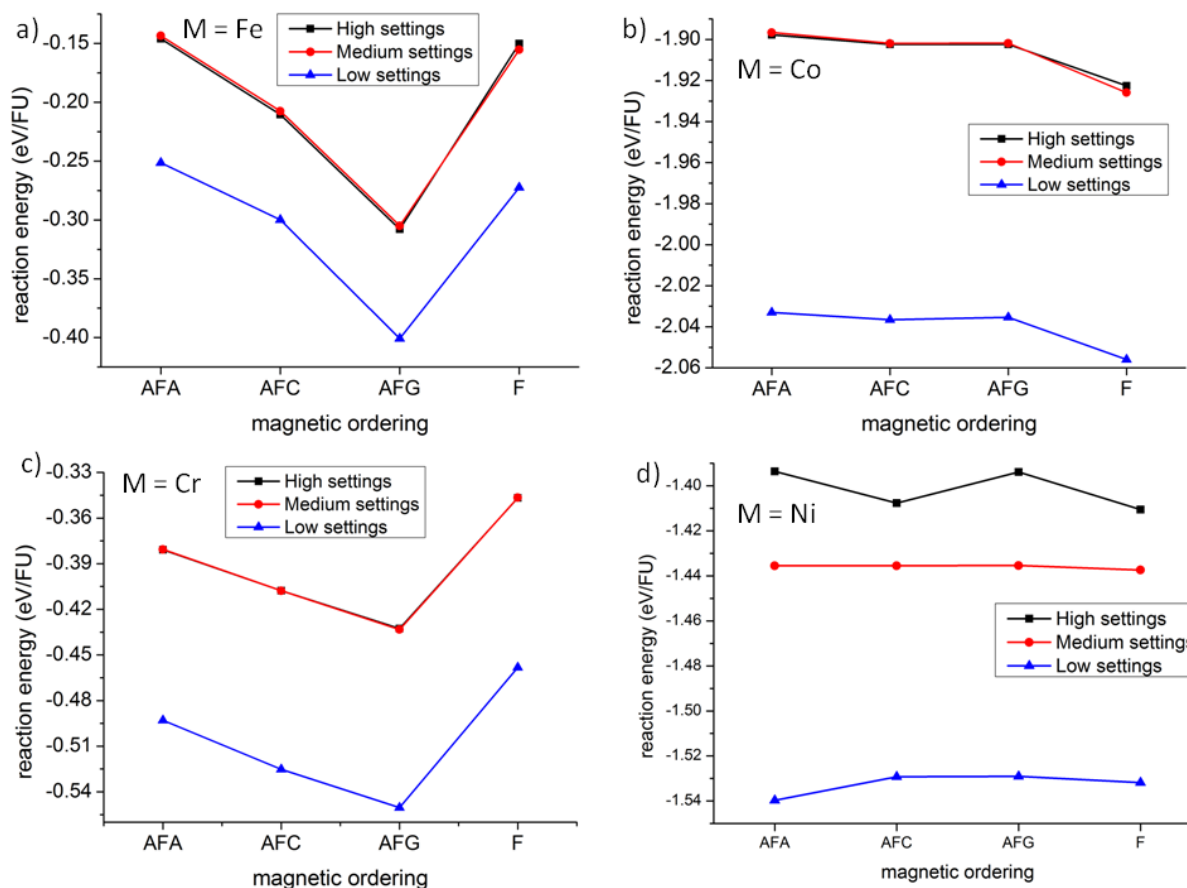 a)
M = Fe
High settings
Medium settings
Low settings
reaction energy (eV/FU)
-0.15
-0.20
-0.25
-0.30
-0.35
-0.40
AFA AFC AFG F
magnetic ordering
b)
M = Co
High settings
Medium settings
Low settings
reaction energy (eV/FU)
-1.90
-1.92
-1.94
-1.96
-1.98
-2.00
-2.02
-2.04
-2.06
AFA AFC AFG F
magnetic ordering
c)
M = Cr
High settings
Medium settings
Low settings
reaction energy (eV/FU)
-0.33
-0.36
-0.39
-0.42
-0.45
-0.48
-0.51
-0.54
AFA AFC AFG F
magnetic ordering
d)
M = Ni
High settings
Medium settings
Low settings
reaction energy (eV/FU)
-1.40
-1.42
-1.44
-1.46
-1.48
-1.50
-1.52
-1.54
AFA AFC AFG F
magnetic ordering